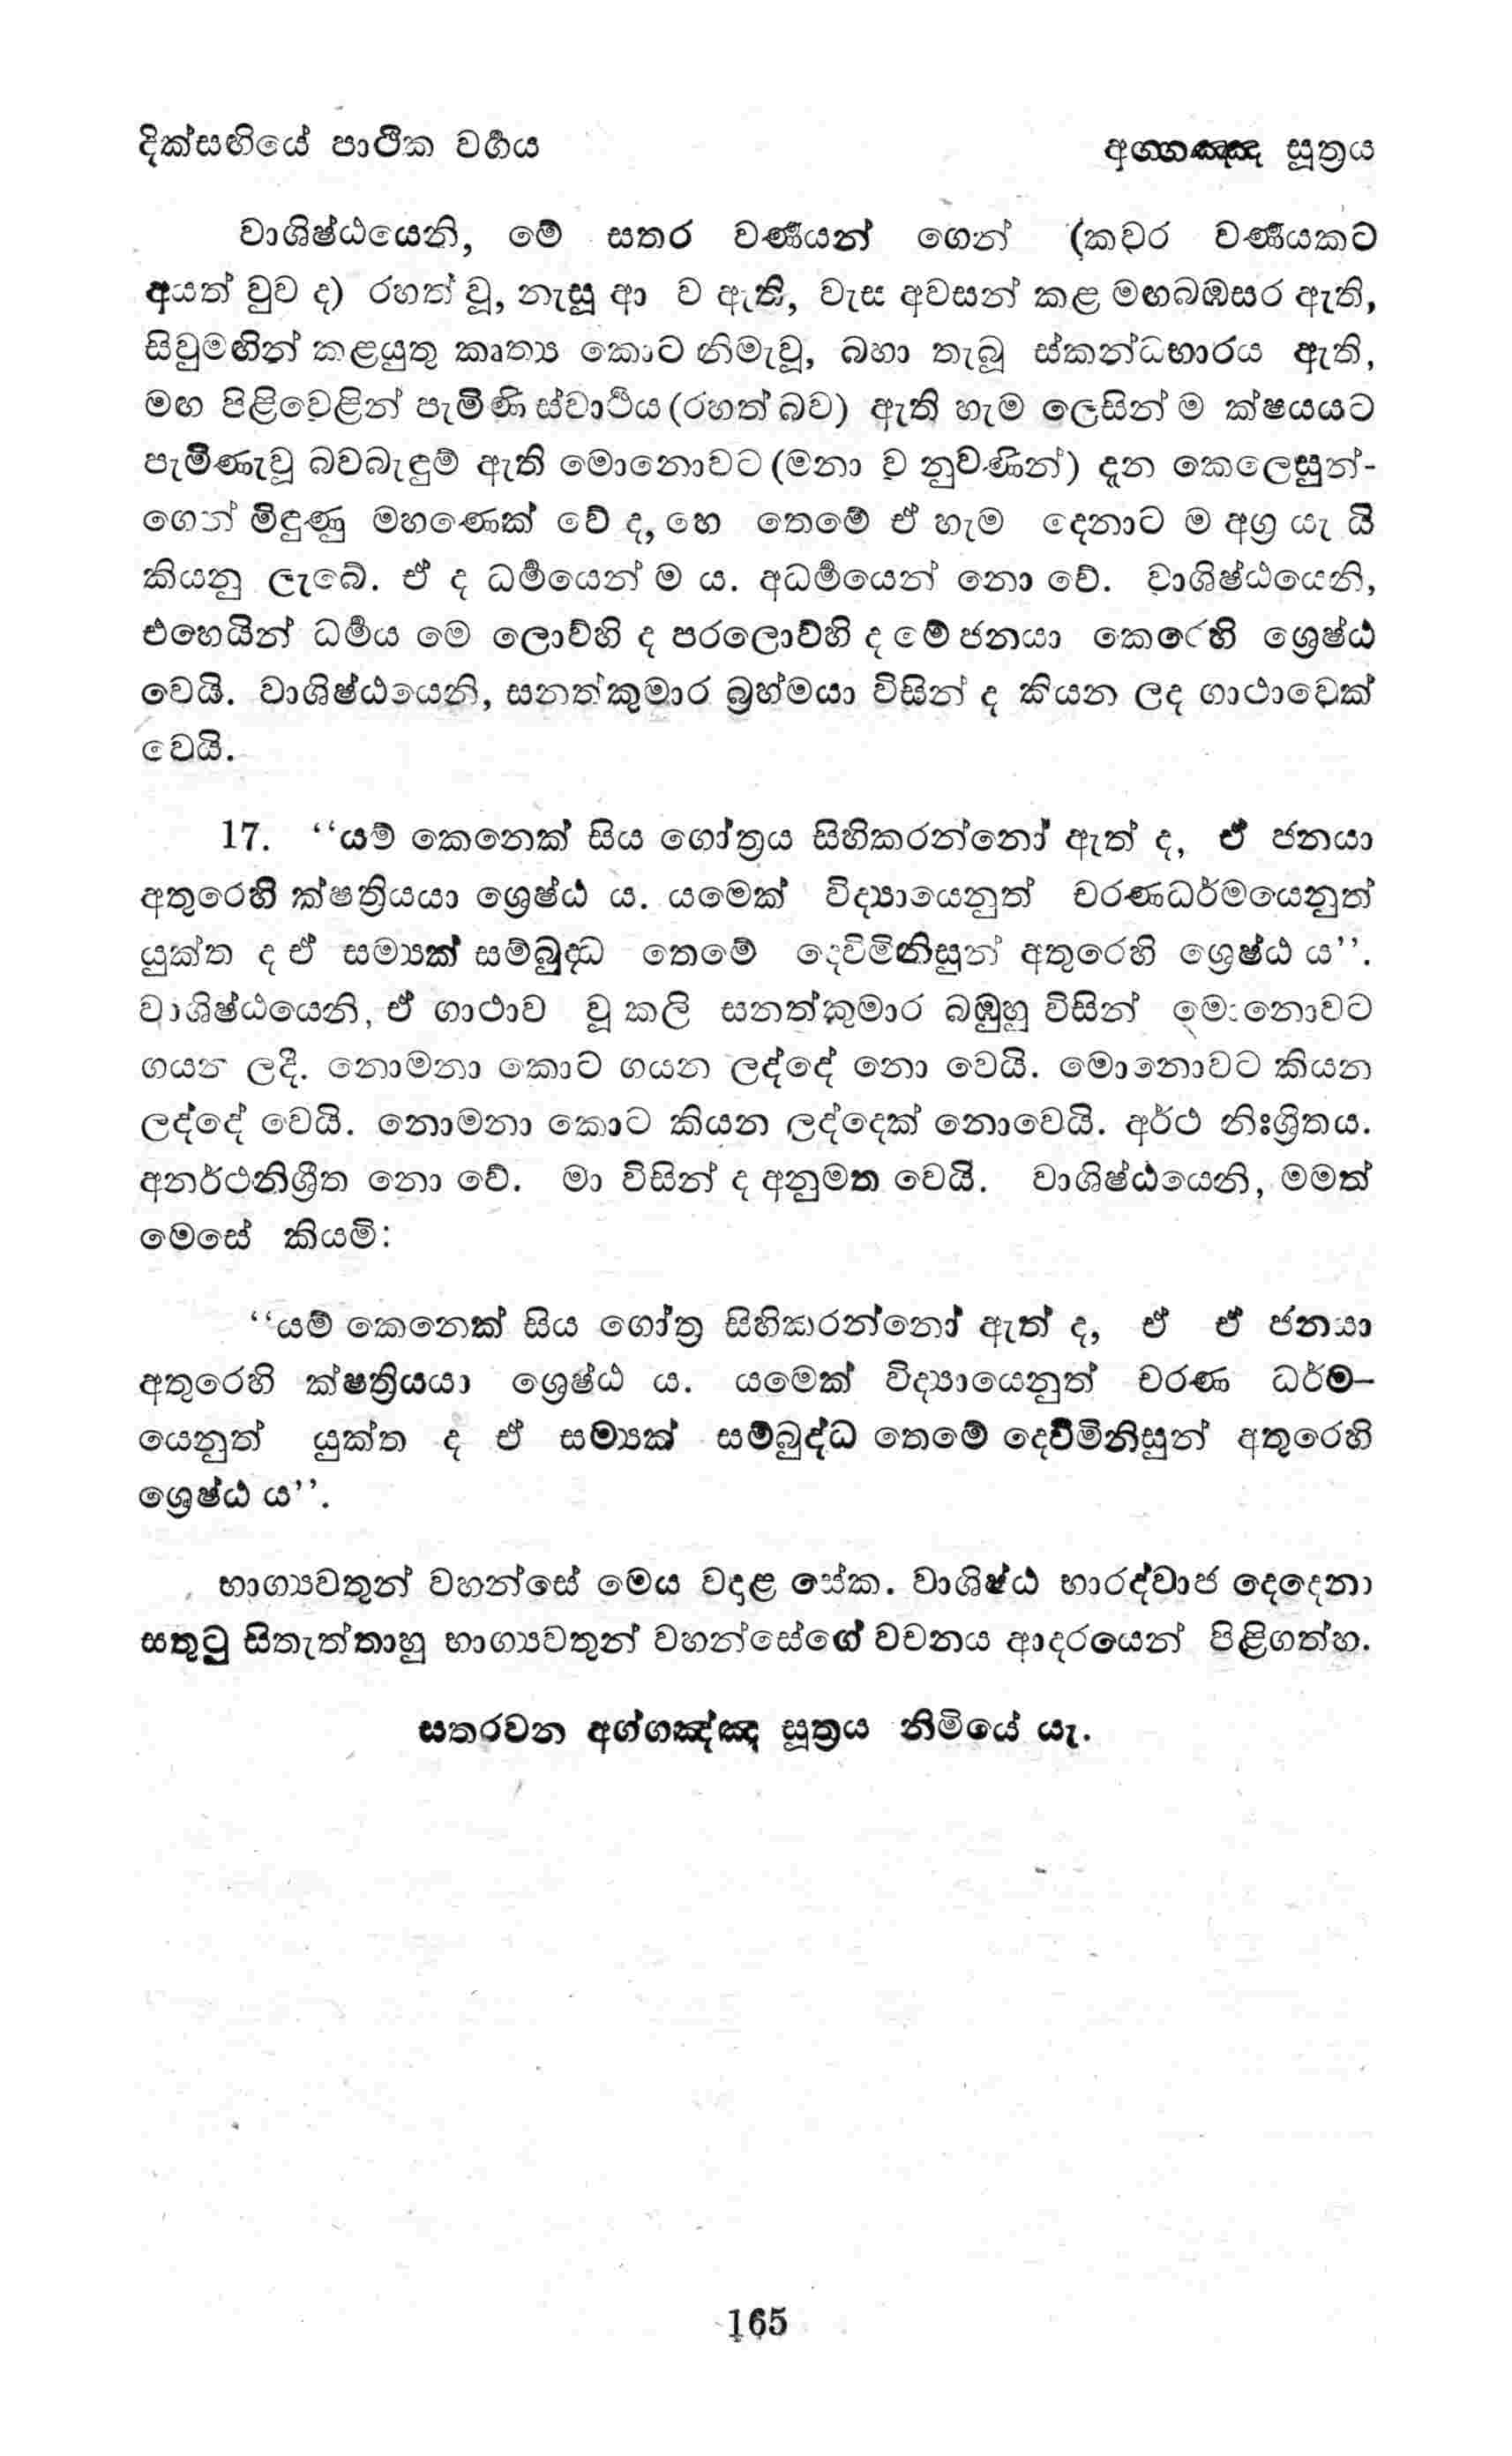 දික්සඟියේ පාථික වර්‍ගය
අග්ගඤ්ඤ සූත්‍රය
වාශිෂ්ඨයෙනි, මේ සතර වර්‍ණයන් ගෙන් (කවර වර්‍ණයකට
අයත් වුව ද) රහත් වූ, නැසූ ආ ව ඇති, වැස අවසන් කළ මඟබඹසර ඇති,
සිවුමඟින් කළයුතු කෘත්‍ය කොට නිමැවූ, බහා තැබූ ස්කන්ධභාරය ඇති,
මඟ පිළිවෙළින් පැමිණි ස්වාර්‍ථය (රහත් බව) ඇති හැම ලෙසින් ම ක්ෂයයට
පැමිණැවූ බවබැඳුම් ඇති මොනොවට (මනා ව නුවණින්) දැන කෙලෙසුන්-
ගෙන් මිඳුණු මහණෙක් වේ ද, හෙ තෙමේ ඒ හැම දෙනාට ම අග්‍ර යැ යි
කියනු ලැබේ. ඒ ද ධර්‍මයෙන් ම ය. අධර්‍මයෙන් නො වේ. වාශිෂ්ඨයෙනි,
එහෙයින් ධර්‍මය මෙ ලොව්හි ද පරලොව්හි ද මේ ජනයා කෙරෙහි ශ්‍රෙෂ්ඨ
වෙයි. වාශිෂ්ඨයෙනි, සනත්කුමාර බ්‍රහ්මයා විසින් ද කියන ලද ගාථාවෙක්
වෙයි.
17. ‘‘යම් කෙනෙක් සිය ගෝත්‍රය සිහිකරන්නෝ ඇත් ද, ඒ ජනයා
අතුරෙහි ක්ෂත්‍රියයා ශ්‍රෙෂ්ඨ ය. යමෙක් විද්‍යායෙනුත් චරණධර්මයෙනුත්
යුක්ත ද ඒ සම්‍යක් සම්බුද්ධ තෙමේ දෙවිමිනිසුන් අතුරෙහි ශ්‍රෙෂ්ඨ ය’’.
වාශිෂ්ඨයෙනි, ඒ ගාථාව වූ කලි සනත්කුමාර බඹුහු විසින් මොනොවට
ගයන ලදී. නොමනා කොට ගයන ලද්දේ නො වෙයි. මොනොවට කියන
ලද්දේ වෙයි. නොමනා කොට කියන ලද්දෙක් නොවෙයි. අර්ථ නිඃශ්‍රිතය.
අනර්ථනිශ්‍රීත නො වේ. මා විසින් ද අනුමත වෙයි. වාශිෂ්ඨයෙනි, මමත්
මෙසේ කියමි:
‘‘යම් කෙනෙක් සිය ගෝත්‍ර සිහිකරන්නෝ ඇත් ද, ඒ ඒ ජනයා
අතුරෙහි ක්ෂත්‍රියයා ශ්‍රෙෂ්ඨ ය. යමෙක් විද්‍යායෙනුත් චරණ ධර්ම-
යෙනුත් යුක්ත ද ඒ සම්‍යක් සම්බුද්ධ තෙමේ දෙව්මිනිසුන් අතුරෙහි
ශ්‍රෙෂ්ඨ ය’’.
භාග්‍යවතුන් වහන්සේ මෙය වදාළ සේක. වාශිෂ්ඨ භාරද්වාජ දෙදෙනා
සතුටු සිතැත්තාහු භාග්‍යවතුන් වහන්සේගේ වචනය ආදරයෙන් පිළිගත්හ.
සතරවන අග්ගඤ්ඤ සූත්‍රය නිමියේ යැ.
165